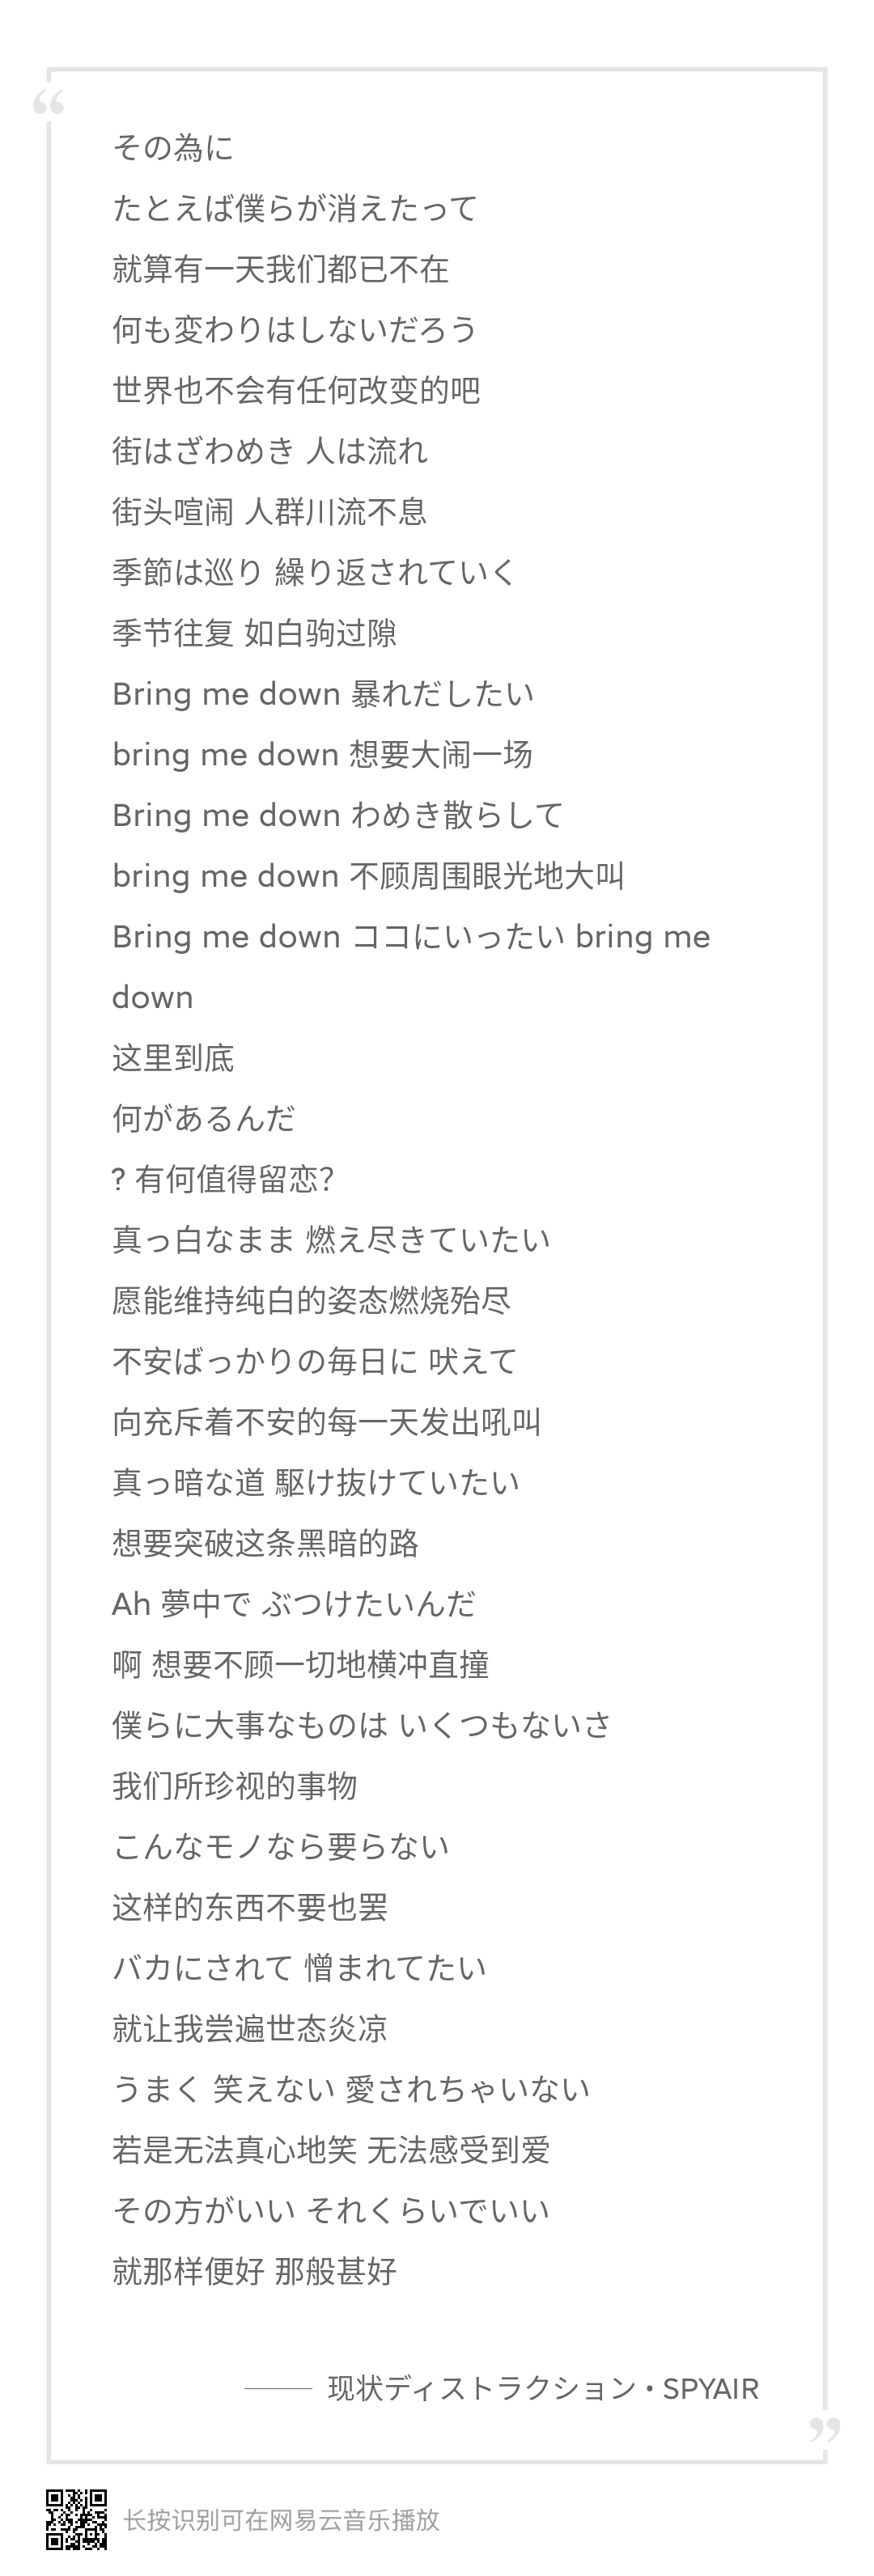 “
その為に
たとえば僕らが消えたって
就算有一天我们都已不在
何も変わりはしないだろう
世界也不会有任何改变的吧
街はざわめき 人は流れ
街头喧闹 人群川流不息
季節は巡り 繰り返されていく
季节往复 如白驹过隙
Bring me down 暴れだしたい
bring me down 想要大闹一场
Bring me down わめき散らして
bring me down 不顾周围眼光地大叫
Bring me down ココにいったい bring me
down
这里到底
何があるんだ
? 有何值得留恋?
真っ白なまま 燃え尽きていたい
愿能维持纯白的姿态燃烧殆尽
不安ばっかりの毎日に 吠えて
向充斥着不安的每一天发出吼叫
真っ暗な道 駆け抜けていたい
想要突破这条黑暗的路
Ah 夢中で ぶつけたいんだ
啊 想要不顾一切地横冲直撞
僕らに大事なものは いくつもないさ
我们所珍视的事物
こんなモノなら要らない
这样的东西不要也罢
バカにされて 憎まれてたい
就让我尝遍世态炎凉
うまく 笑えない 愛されちゃいない
若是无法真心地笑 无法感受到爱
その方がいい それくらいでいい
就那样便好 那般甚好
—— 现状ディストラクション・SPYAIR
”
长按识别可在网易云音乐播放